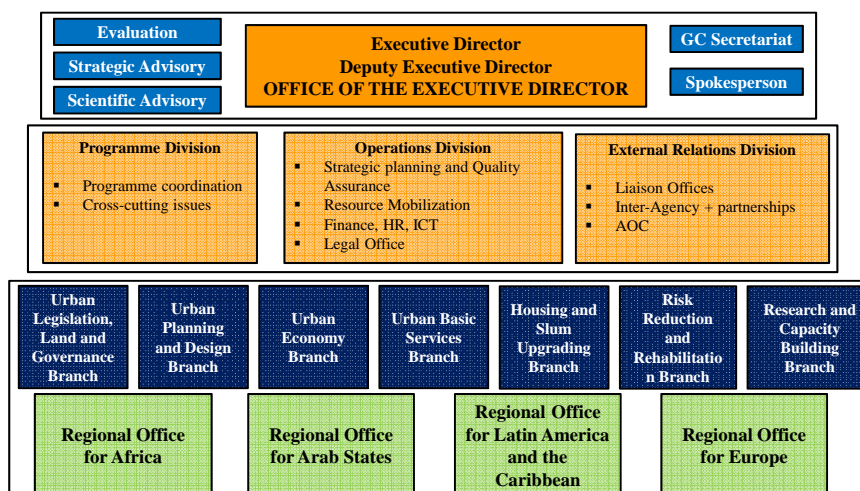 Evaluation
Strategic Advisory
Scientific Advisory
Executive Director
Deputy Executive Director
OFFICE OF THE EXECUTIVE DIRECTOR
GC Secretariat
Spokesperson
Programme Division
▪ Programme coordination
▪ Cross-cutting issues
Operations Division
▪ Strategic planning and Quality
Assurance
▪ Resource Mobilization
▪ Finance, HR, ICT
▪ Legal Office
External Relations Division
▪ Liaison Offices
▪ Inter-Agency + partnerships
▪ AOC
Urban
Legislation,
Land and
Governance
Branch
Urban
Planning
and Design
Branch
Urban
Economy
Branch
Urban Basic
Services
Branch
Housing and
Slum
Upgrading
Branch
Risk
Reduction
and
Rehabilitatio
n Branch
Research and
Capacity
Building
Branch
Regional Office
for Africa
Regional Office
for Arab States
Regional Office
for Latin America
and the
Caribbean
Regional Office
for Europe